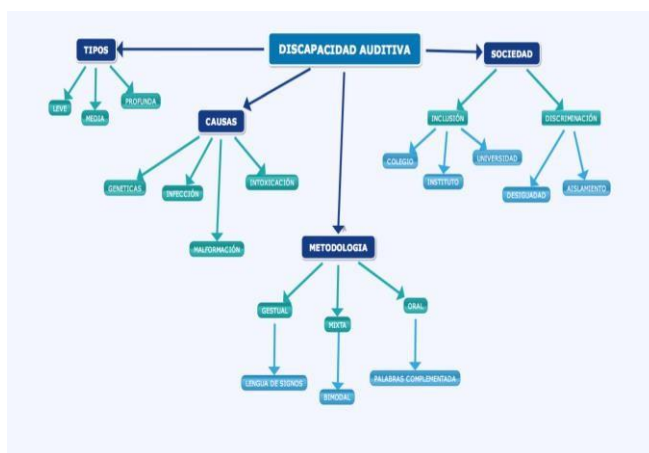 DISCAPACIDAD AUDITIVA
TIPOS
LEVE
MEDIA
PROFUNDA
CAUSAS
GENETICAS
INFECCIÓN
MALFORMACIÓN
INTOXICACIÓN
METODOLOGIA
GESTUAL
LENGUA DE SIGNOS
MIXTA
BIMODAL
ORAL
PALABRAS COMPLEMENTADA
SOCIEDAD
INCLUSIÓN
COLEGIO
INSTITUTO
UNIVERSIDAD
DISCRIMINACIÓN
DESIGUADAD
AISLAMIENTO